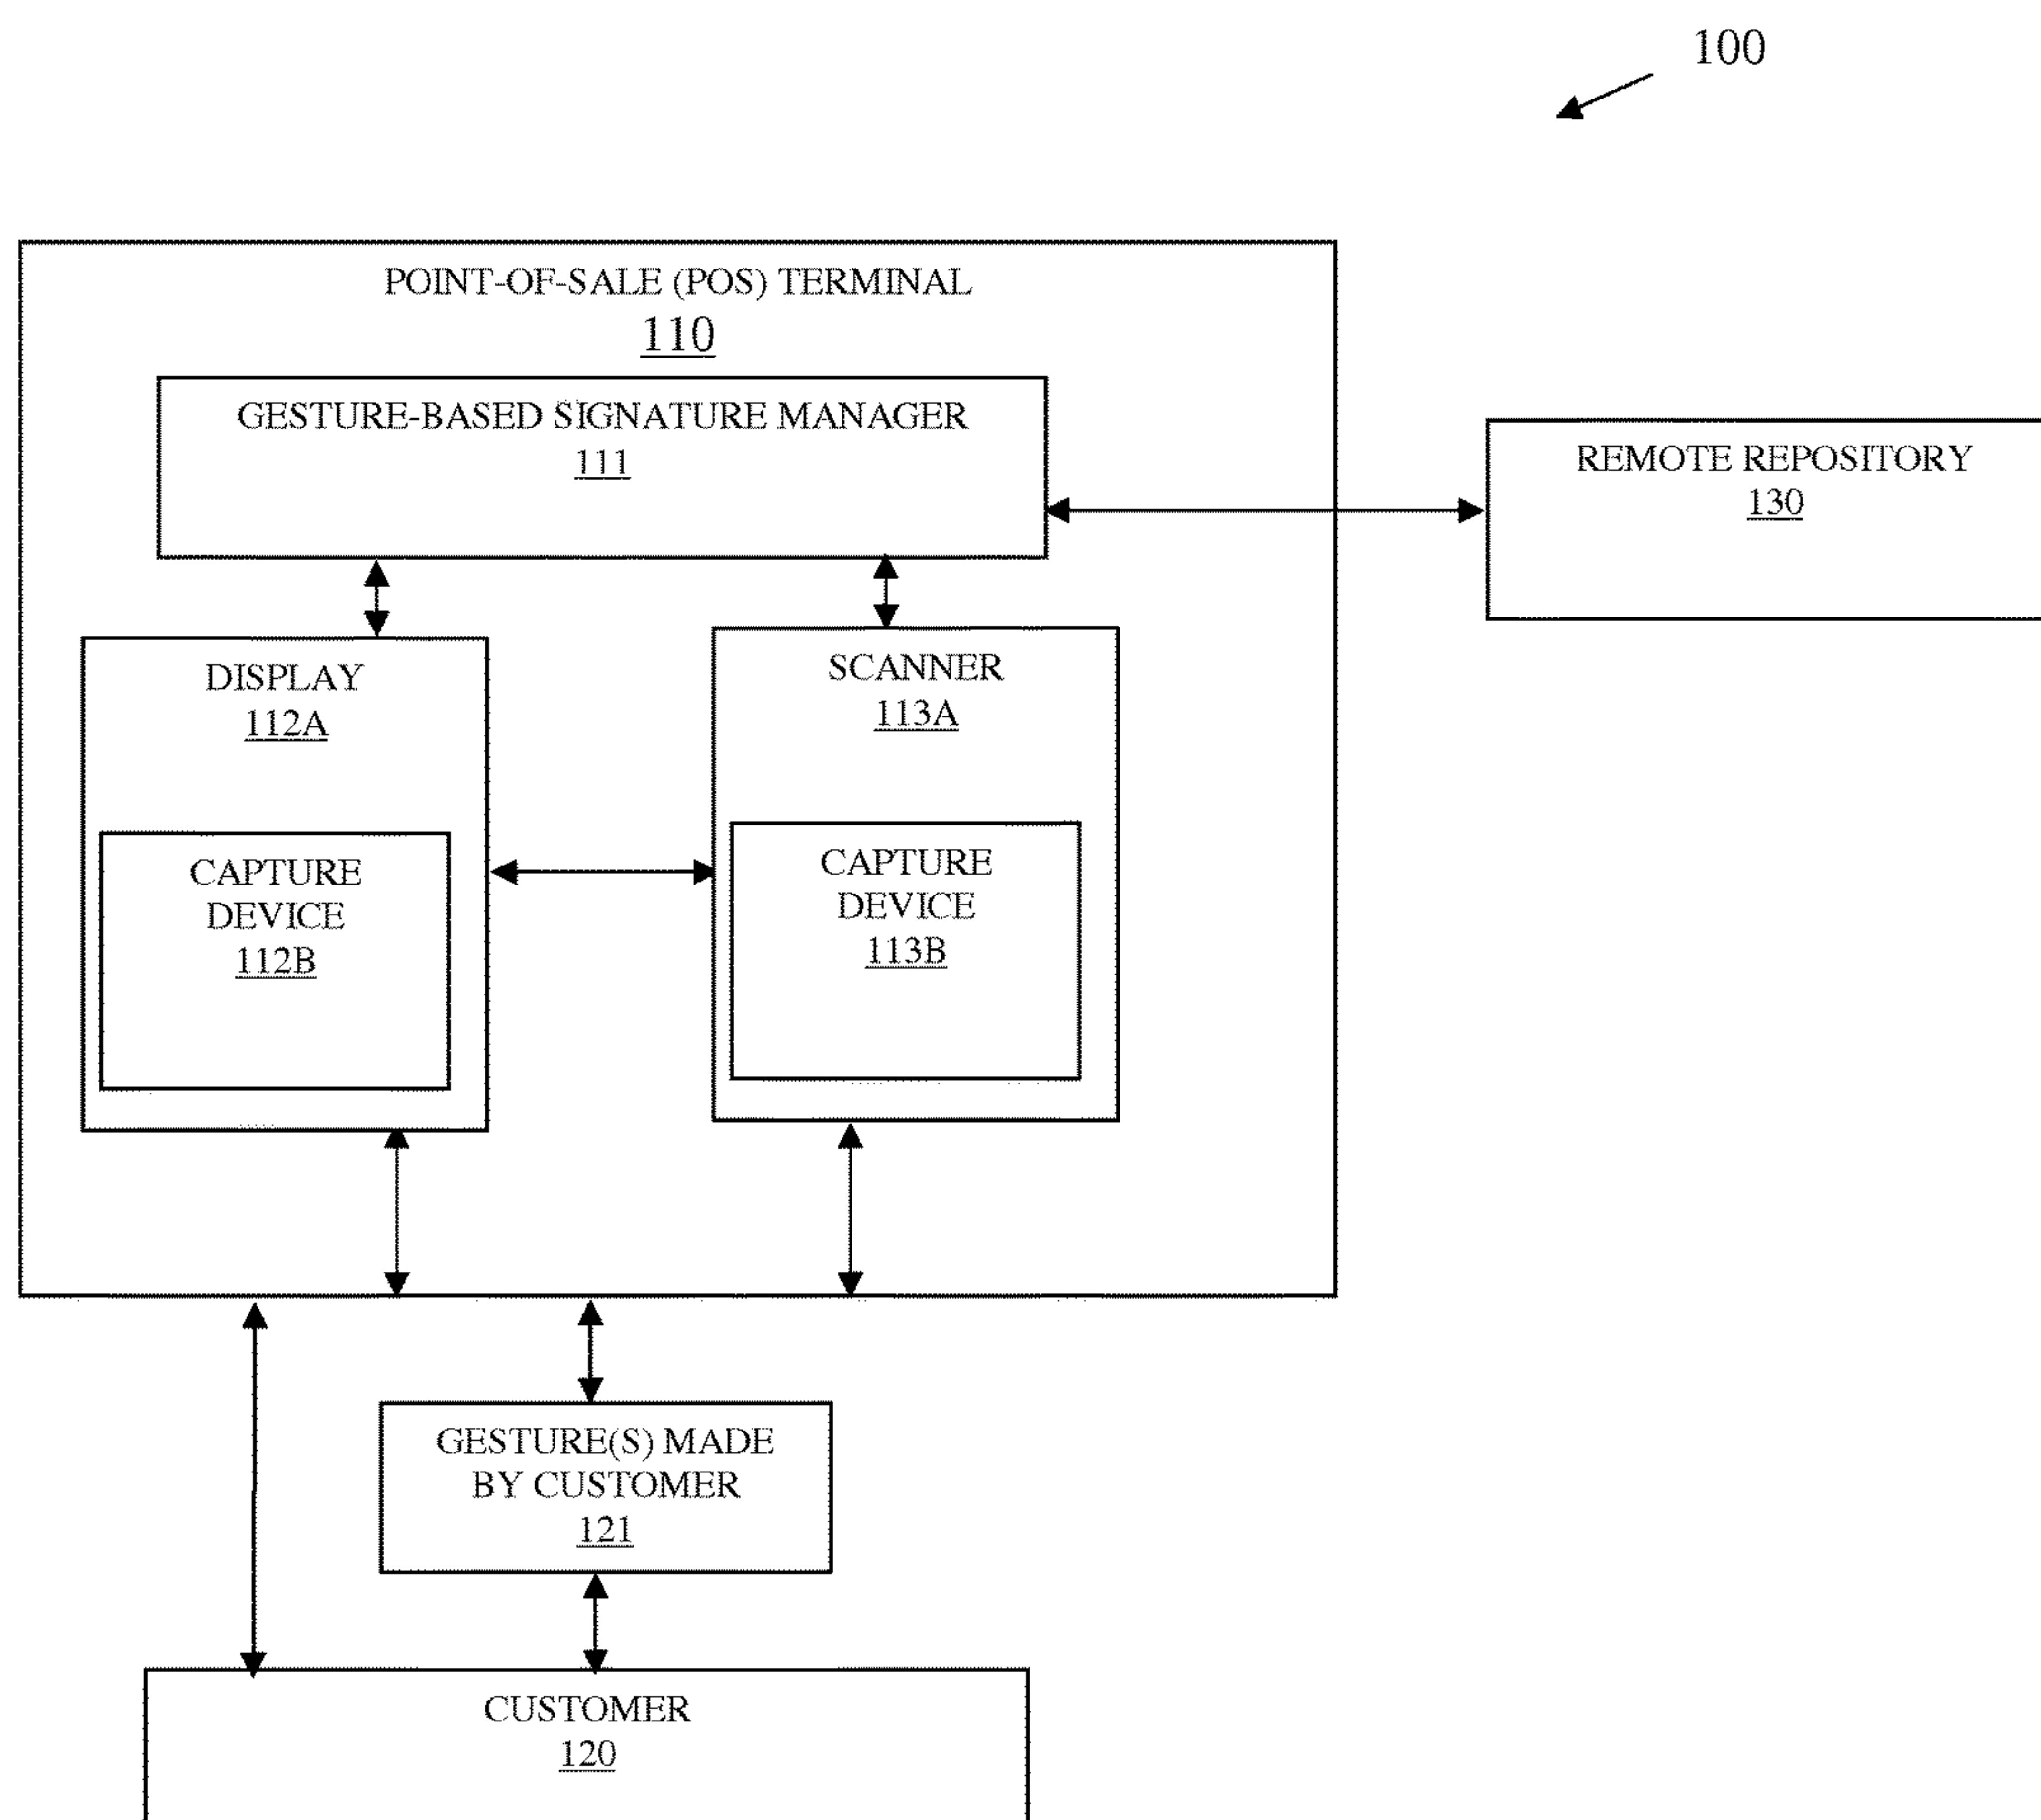 100
POINT-OF-SALE (POS) TERMINAL
110
GESTURE-BASED SIGNATURE MANAGER
111
REMOTE REPOSITORY
130
DISPLAY
112A
SCANNER
113A
CAPTURE
DEVICE
112B
CAPTURE
DEVICE
113B
GESTURE(S) MADE
BY CUSTOMER
121
CUSTOMER
120